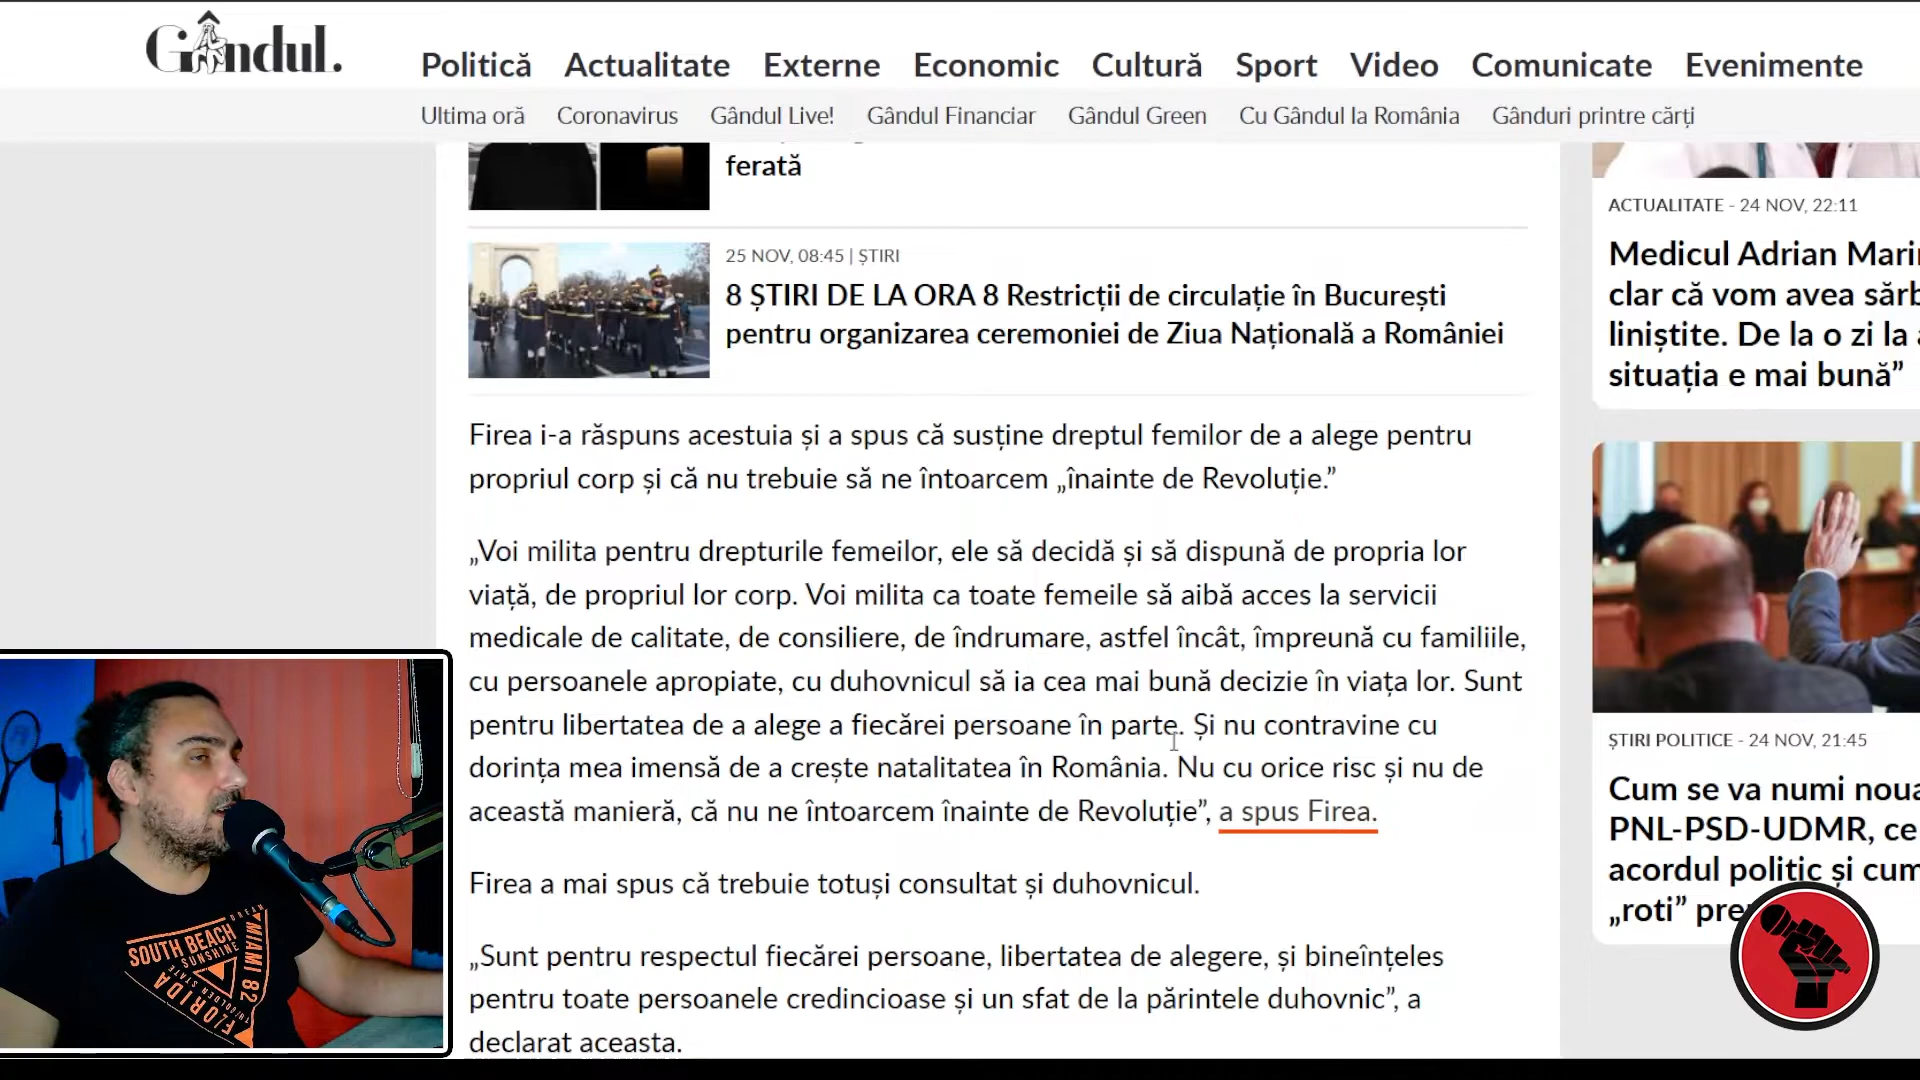 Gândul.
Politică Actualitate Externe Economic Cultură Sport Video Comunicate Evenimente
Ultima oră Coronavirus Gândul Live! Gândul Financiar Gândul Green Cu Gândul la România Gânduri printre cărți
ferată
25 NOV, 08:45 | ȘTIRI
8 ȘTIRI DE LA ORA 8 Restricții de circulație în București
pentru organizarea ceremoniei de Ziua Națională a României
Firea i-a răspuns acestuia și a spus că susține dreptul femilor de a alege pentru
propriul corp și că nu trebuie să ne întoarcem „înainte de Revoluție.”
„Voi milita pentru drepturile femeilor, ele să decidă și să dispună de propria lor
viață, de propriul lor corp. Voi milita ca toate femeile să aibă acces la servicii
medicale de calitate, de consiliere, de îndrumare, astfel încât, împreună cu familiile,
cu persoanele apropiate, cu duhovnicul să ia cea mai bună decizie în viața lor. Sunt
pentru libertatea de a alege a fiecărei persoane în parte. Și nu contravine cu
dorința mea imensă de a crește natalitatea în România. Nu cu orice risc și nu de
această manieră, că nu ne întoarcem înainte de Revoluție”, a spus Firea.
Firea a mai spus că trebuie totuși consultat și duhovnicul.
„Sunt pentru respectul fiecărei persoane, libertatea de alegere, și bineînțeles
pentru toate persoanele credincioase și un sfat de la părintele duhovnic”, a
declarat aceasta.
ACTUALITATE - 24 NOV, 22:11
Medicul Adrian Mari
clar că vom avea sărb
liniștite. De la o zi la
situația e mai bună”
ȘTIRI POLITICE - 24 NOV, 21:45
Cum se va numi noua
PNL-PSD-UDMR, ce
acordul politic și cum
„roti” pre
DREAM
SOUTH BEACH
SUNSHINE
MIAMI 82
FLORIDA